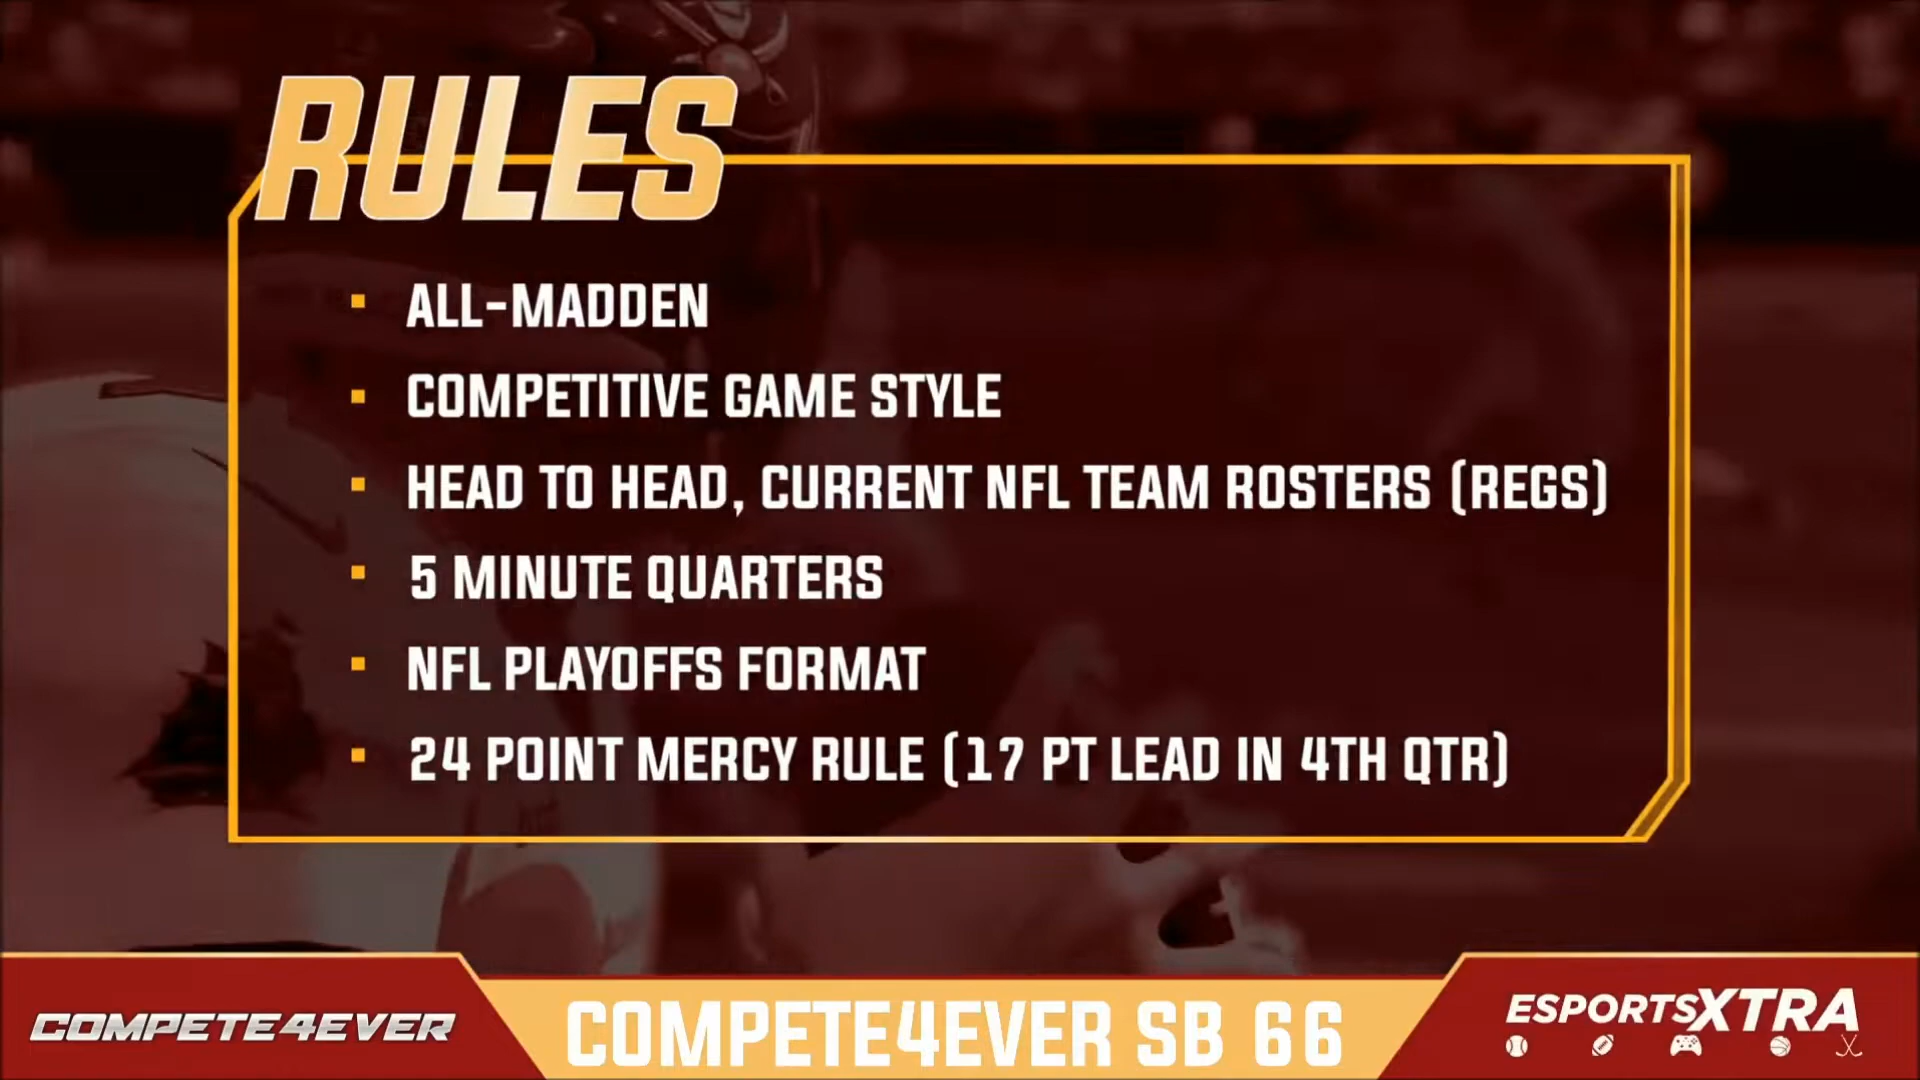 RULES
ALL-MADDEN
COMPETITIVE GAME STYLE
HEAD TO HEAD, CURRENT NFL TEAM ROSTERS (REGS)
5 MINUTE QUARTERS
NFL PLAYOFFS FORMAT
24 POINT MERCY RULE (17 PT LEAD IN 4TH QTR)
COMPETE4EVER
COMPETE4EVER SB 66
ESPORTSXTRA